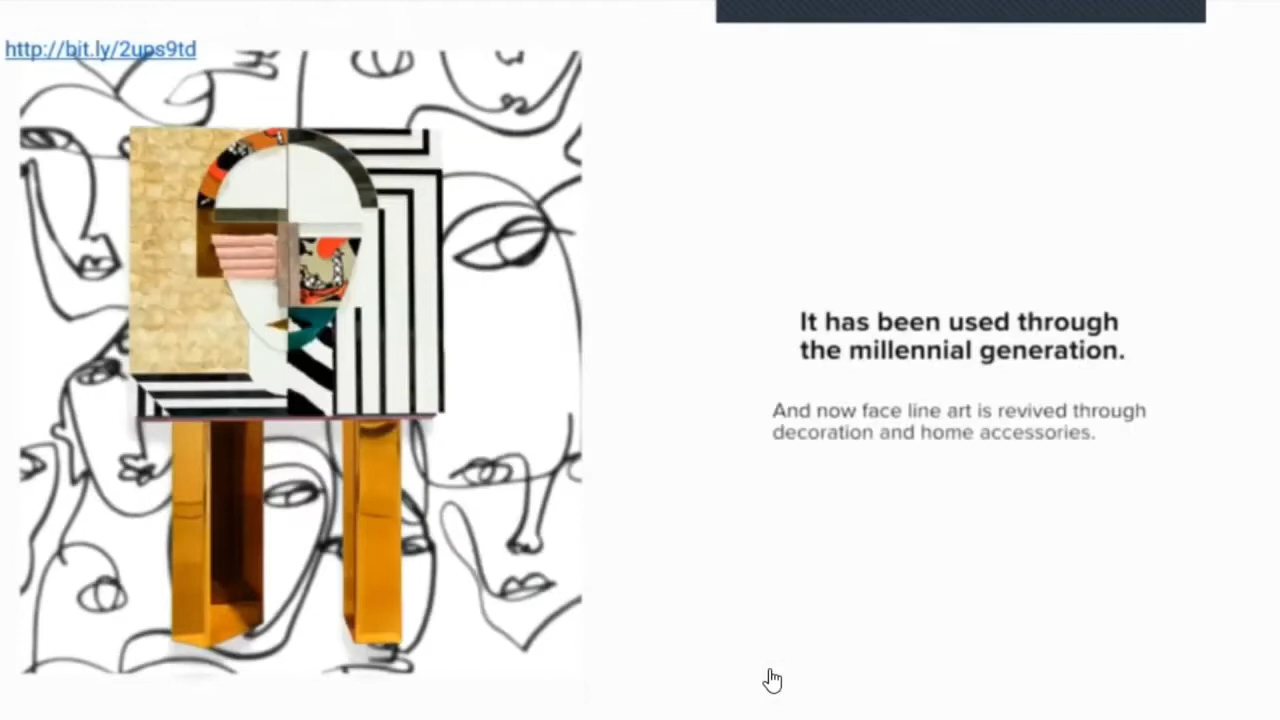 http://bit.ly/2ups9td
It has been used through
the millennial generation.
And now face line art is revived through
decoration and home accessories.